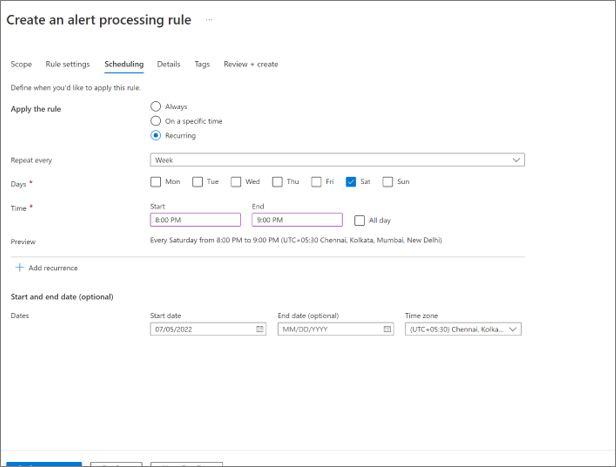 Create an alert processing rule ...
Scope Rule settings Scheduling Details Tags Review + create
Define when you'd like to apply this rule.
Apply the rule
Always
On a specific time
Recurring
Repeat every Week
Days * Mon Tue Wed Thu Fri Sat Sun
Time * Start End
8:00 PM 9:00 PM All day
Preview Every Saturday from 8:00 PM to 9:00 PM (UTC+05:30 Chennai, Kolkata, Mumbai, New Delhi)
+ Add recurrence
Start and end date (optional)
Dates Start date End date (optional) Time zone
07/05/2022 MM/DD/YYYY (UTC+05:30) Chennai, Kolka...